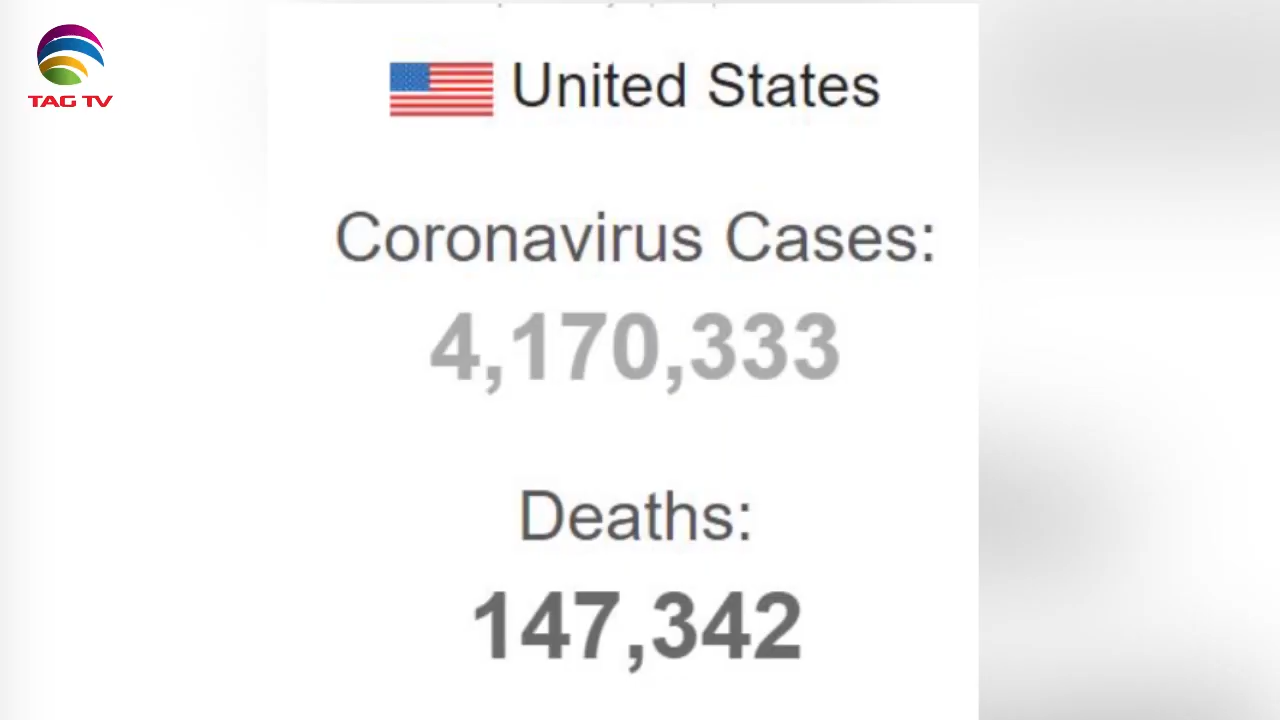 TAG TV
United States
Coronavirus Cases:
4,170,333
Deaths:
147,342